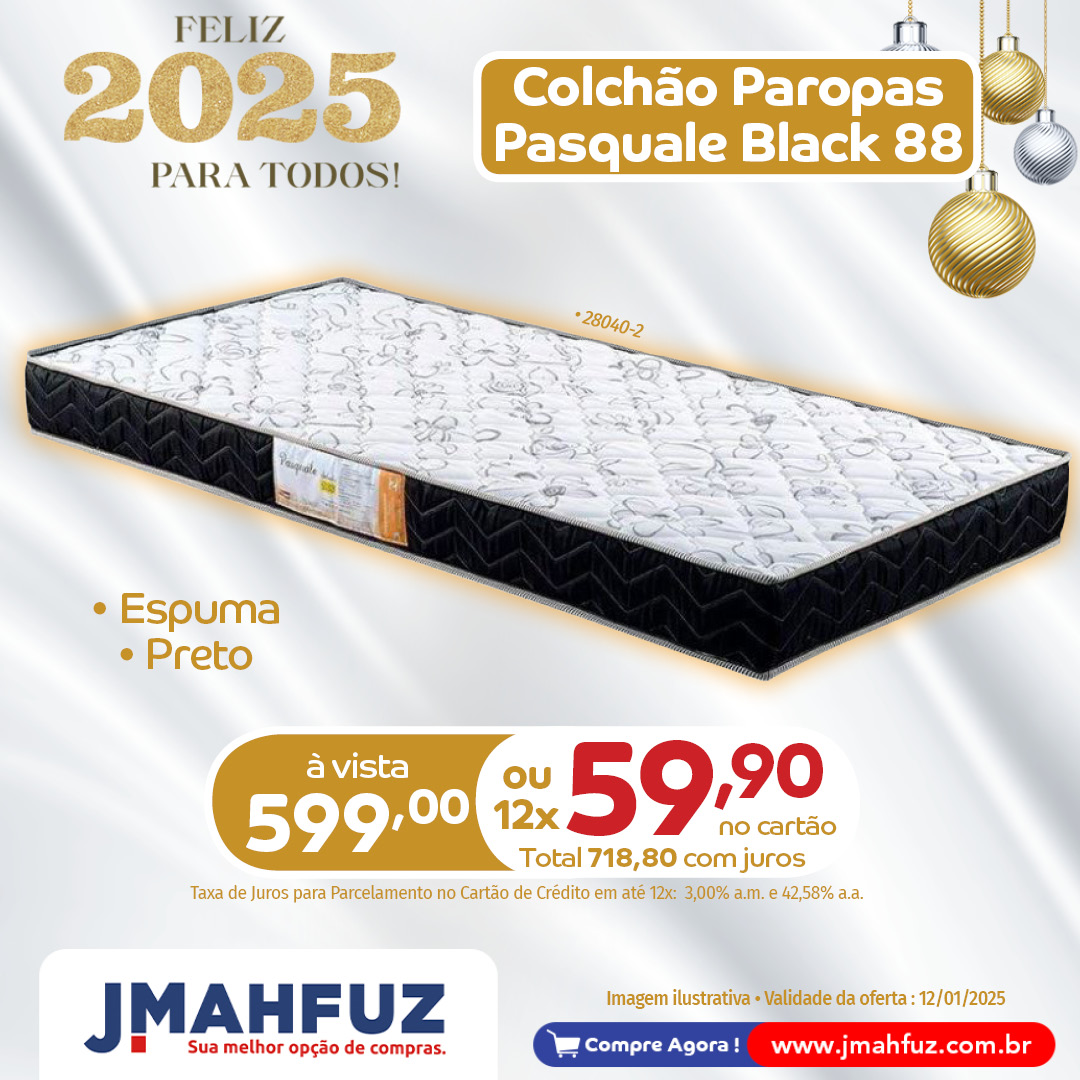 FELIZ
2025
PARA TODOS!
Colchão Paropas
Pasquale Black 88
• 28040-2
Pasquale
• Espuma
• Preto
à vista
599,00
ou
12x
59,90
no cartão
Total 718,80 com juros
Taxa de Juros para Parcelamento no Cartão de Crédito em até 12x: 3,00% a.m. e 42,58% a.a.
JMAHFUZ
Sua melhor opção de compras.
Imagem ilustrativa • Validade da oferta : 12/01/2025
Compre Agora !
www.jmahfuz.com.br